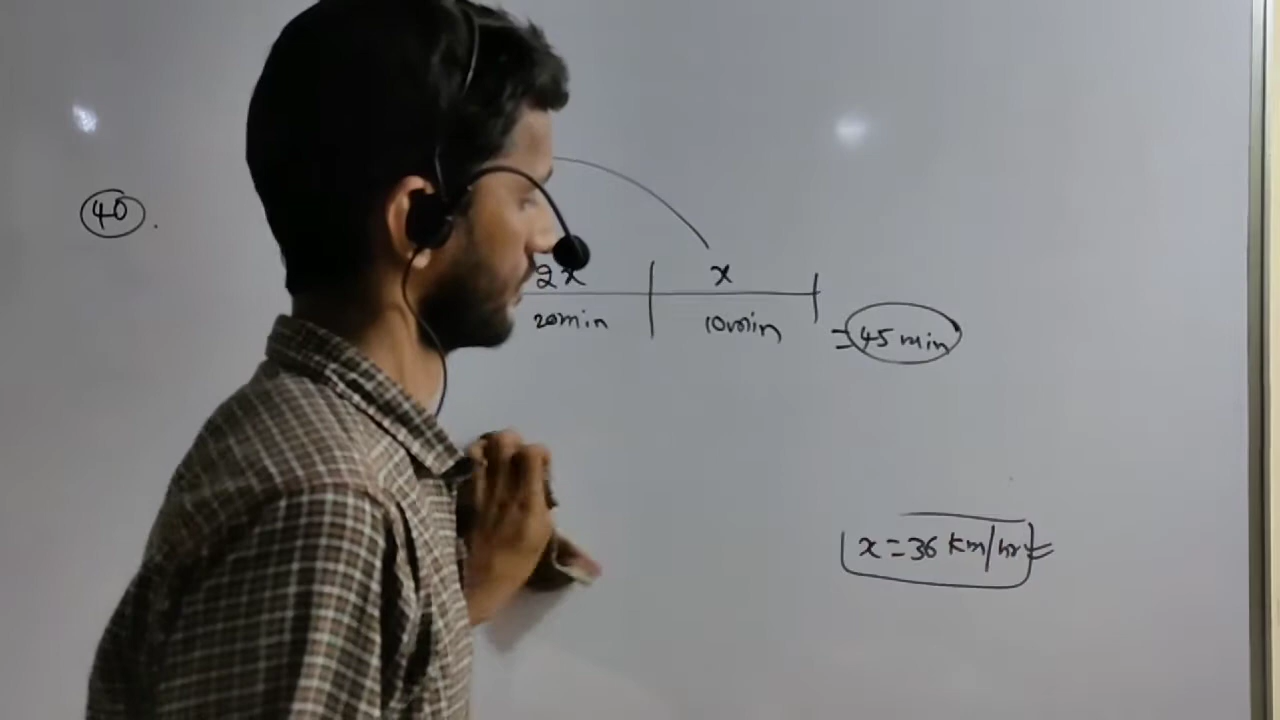 40.
2x x
20min 10min
=45 min
x=36 km/hr=